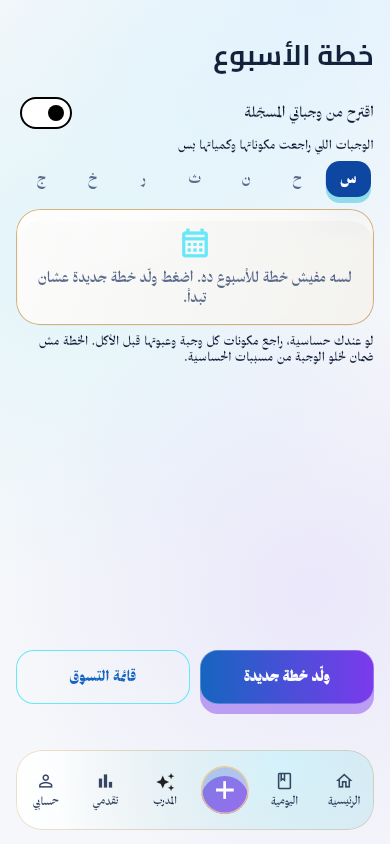 خطة الأسبوع
اقترح من وجباتي المسجّلة
الوجبات اللي راجعت مكوناتها وكمياتها بس
س
ح
ن
ث
ر
خ
ج
لسه مفيش خطة للأسبوع ده. اضغط ولّد خطة جديدة عشان
تبدأ.
لو عندك حساسية، راجع مكونات كل وجبة وعبوتها قبل الأكل. الخطة مش
ضمان لخلو الوجبة من مسببات الحساسية.
ولّد خطة جديدة
قائمة التسوق
الرئيسية
اليومية
المدرب
تقدمي
حسابي